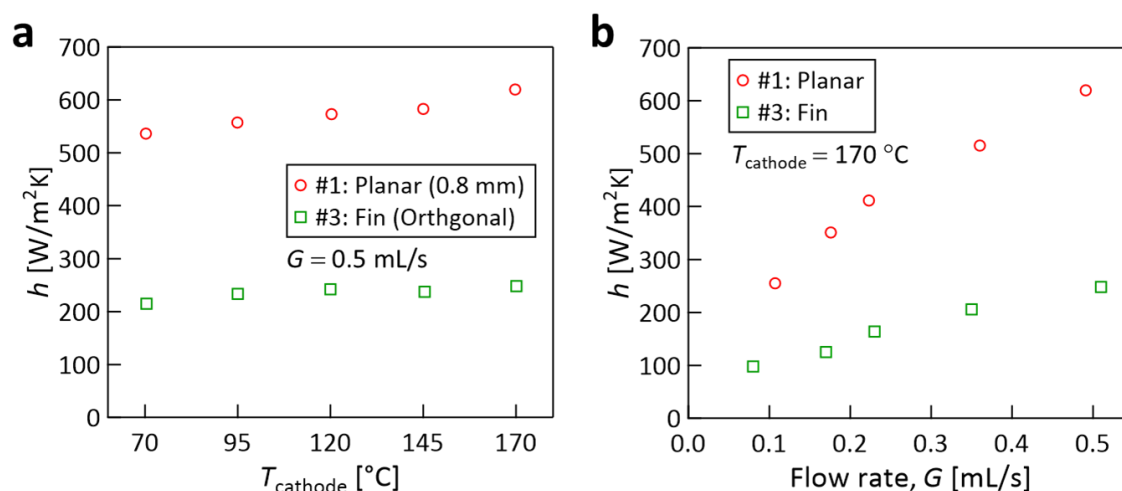 a
700
600
500
400
300
200
100
0
h [W/m²K]
#1: Planar (0.8 mm)
#3: Fin (Orthgonal)
G = 0.5 mL/s
70 95 120 145 170
Tcathode [°C]
b
700
600
500
400
300
200
100
0
h [W/m²K]
#1: Planar
#3: Fin
Tcathode = 170 °C
0.0 0.1 0.2 0.3 0.4 0.5
Flow rate, G [mL/s]